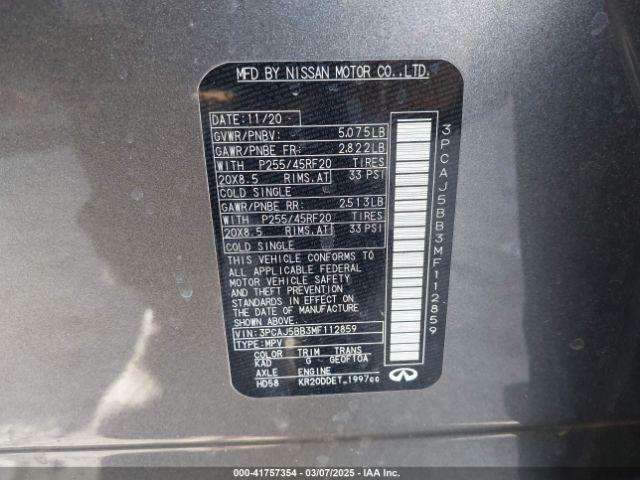 MFD BY NISSAN MOTOR CO.,LTD.
DATE: 11/20
GVWR/PNBV: 5,075LB
GAWR/PNBE FR: 2,822LB
WITH P255/45RF20 TIRES
20X8.5 RIMS,AT 33 PSI
COLD SINGLE
GAWR/PNBE RR: 2,513LB
WITH P255/45RF20 TIRES
20X8.5 RIMS,AT 33 PSI
COLD SINGLE
THIS VEHICLE CONFORMS TO
ALL APPLICABLE FEDERAL
MOTOR VEHICLE SAFETY
AND THEFT PREVENTION
STANDARDS IN EFFECT ON
THE DATE OF MANUFACTURE
SHOWN ABOVE.
VIN: 3PCAJ5BB3MF112859
TYPE: MPV
COLOR TRIM TRANS
KAD G GE0F10A
AXLE ENGINE
HD58 KR20DDET 1997cc
3PCAJ5BB3MF112859
INFINITI
000-41757354 | 03/07/2025 | IAA Inc.